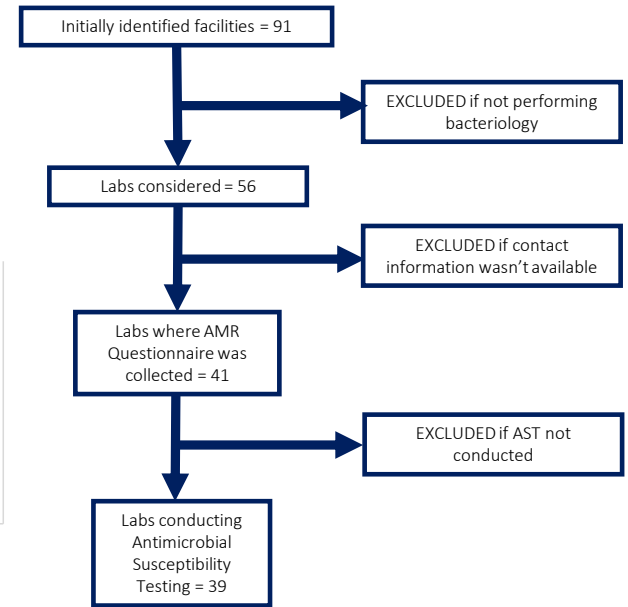 Initially identified facilities = 91
EXCLUDED if not performing
bacteriology
Labs considered = 56
EXCLUDED if contact
information wasn’t available
Labs where AMR
Questionnaire was
collected = 41
EXCLUDED if AST not
conducted
Labs conducting
Antimicrobial
Susceptibility
Testing = 39